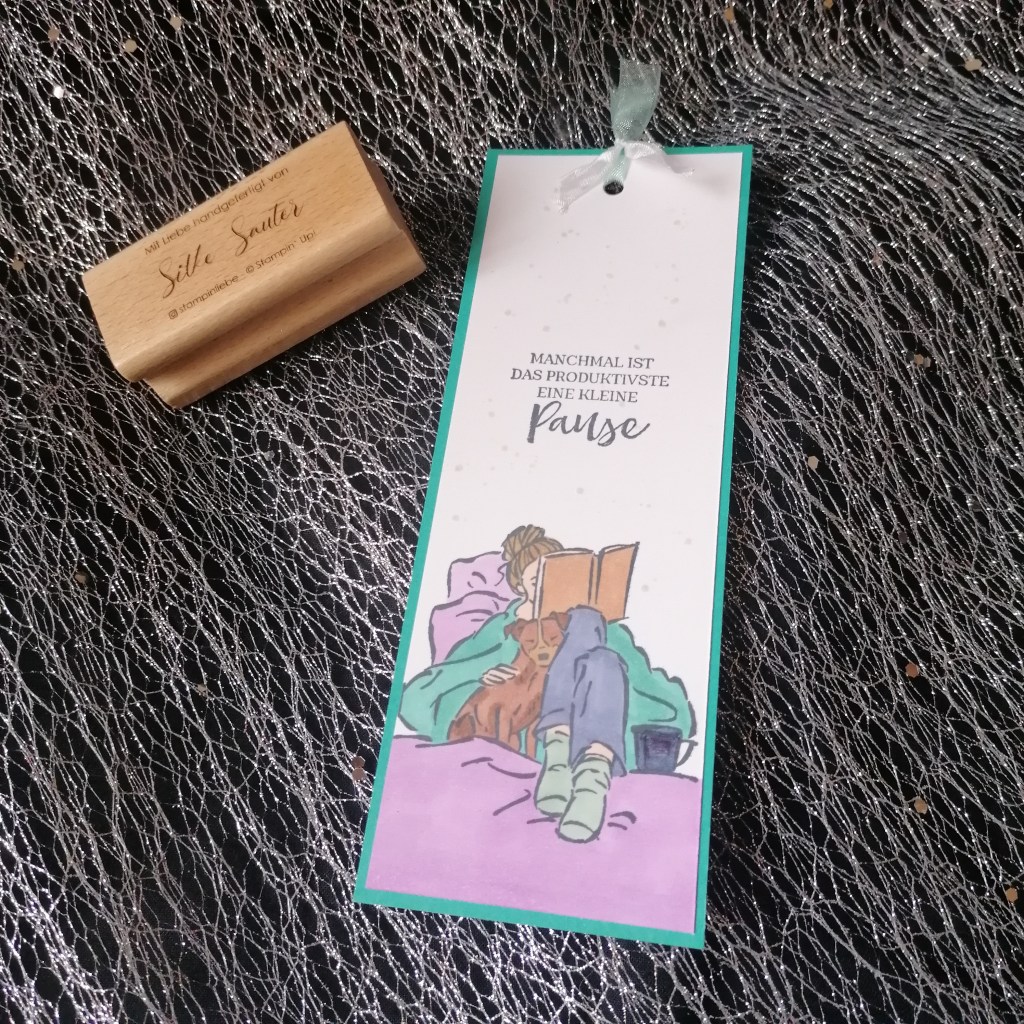 Mit Liebe handgefertigt von
Silke Sauter
stampinliebe - © Stampin' Up!
MANCHMAL IST
DAS PRODUKTIVSTE
EINE KLEINE
Pause